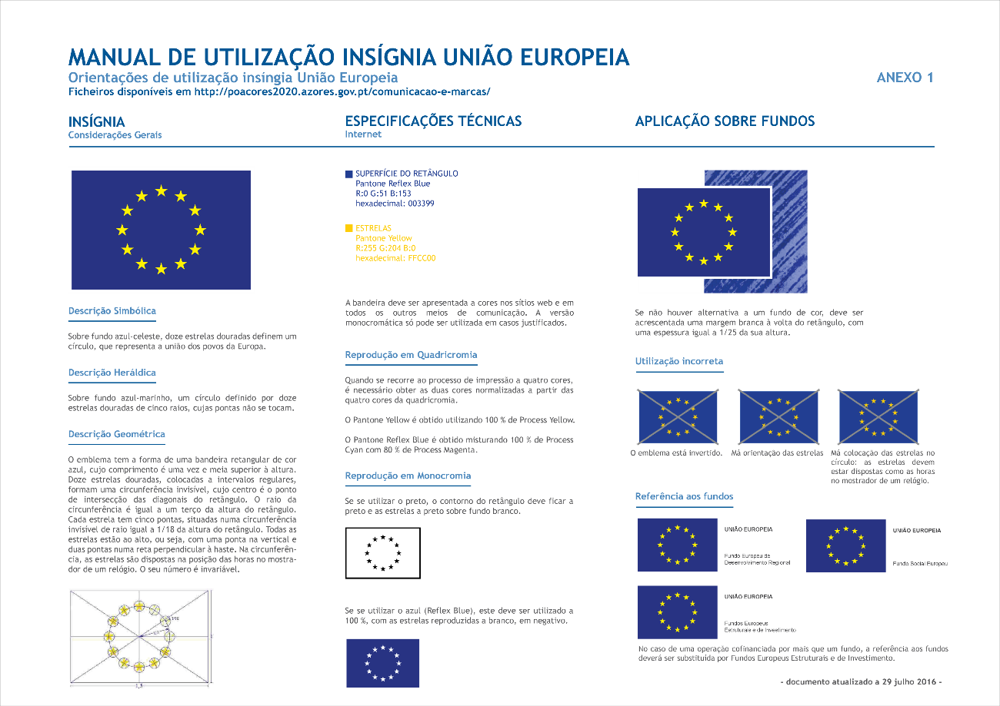 MANUAL DE UTILIZAÇÃO INSÍGNIA UNIÃO EUROPEIA
Orientações de utilização insíngia União Europeia
Ficheiros disponíveis em http://poacores2020.azores.gov.pt/comunicacao-e-marcas/
ANEXO 1
INSÍGNIA
Considerações Gerais
Descrição Simbólica
Sobre fundo azul-celeste, doze estrelas douradas definem um
círculo, que representa a união dos povos da Europa.
Descrição Heráldica
Sobre fundo azul-marinho, um círculo definido por doze
estrelas douradas de cinco raios, cujas pontas não se tocam.
Descrição Geométrica
O emblema tem a forma de uma bandeira retangular de cor
azul, cujo comprimento é uma vez e meia superior à altura.
Doze estrelas douradas, colocadas a intervalos regulares,
formam uma circunferência invisível, cujo centro é o ponto
de intersecção das diagonais do retângulo. O raio da
circunferência é igual a um terço da altura do retângulo.
Cada estrela tem cinco pontas, situadas numa circunferência
invisível de raio igual a 1/18 da altura do retângulo. Todas as
estrelas estão ao alto, ou seja, com uma ponta na vertical e
duas pontas numa reta perpendicular à haste. Na circunferên-
cia, as estrelas são dispostas na posição das horas no mostra-
dor de um relógio. O seu número é invariável.
1/18
1/3
1
1,5
ESPECIFICAÇÕES TÉCNICAS
Internet
SUPERFÍCIE DO RETÂNGULO
Pantone Reflex Blue
R:0 G:51 B:153
hexadecimal: 003399
ESTRELAS
Pantone Yellow
R:255 G:204 B:0
hexadecimal: FFCC00
A bandeira deve ser apresentada a cores nos sítios web e em
todos os outros meios de comunicação. A versão
monocromática só pode ser utilizada em casos justificados.
Reprodução em Quadricromia
Quando se recorre ao processo de impressão a quatro cores,
é necessário obter as duas cores normalizadas a partir das
quatro cores da quadricromia.
O Pantone Yellow é obtido utilizando 100 % de Process Yellow.
O Pantone Reflex Blue é obtido misturando 100 % de Process
Cyan com 80 % de Process Magenta.
Reprodução em Monocromia
Se se utilizar o preto, o contorno do retângulo deve ficar a
preto e as estrelas a preto sobre fundo branco.
Se se utilizar o azul (Reflex Blue), este deve ser utilizado a
100 %, com as estrelas reproduzidas a branco, em negativo.
APLICAÇÃO SOBRE FUNDOS
Se não houver alternativa a um fundo de cor, deve ser
acrescentada uma margem branca à volta do retângulo, com
uma espessura igual a 1/25 da sua altura.
Utilização incorreta
O emblema está invertido.
Má orientação das estrelas
Má colocação das estrelas no
círculo: as estrelas devem
estar dispostas como as horas
no mostrador de um relógio.
Referência aos fundos
UNIÃO EUROPEIA
Fundo Europeu de
Desenvolvimento Regional
UNIÃO EUROPEIA
Fundo Social Europeu
UNIÃO EUROPEIA
Fundos Europeus
Estruturais e de Investimento
No caso de uma operação cofinanciada por mais que um fundo, a referência aos fundos
deverá ser substituída por Fundos Europeus Estruturais e de Investimento.
- documento atualizado a 29 julho 2016 -